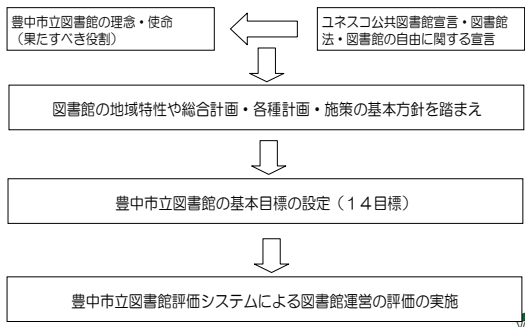 豊中市立図書館の理念・使命
（果たすべき役割）
ユネスコ公共図書館宣言・図書館
法・図書館の自由に関する宣言
図書館の地域特性や総合計画・各種計画・施策の基本方針を踏まえ
豊中市立図書館の基本目標の設定（１４目標）
豊中市立図書館評価システムによる図書館運営の評価の実施